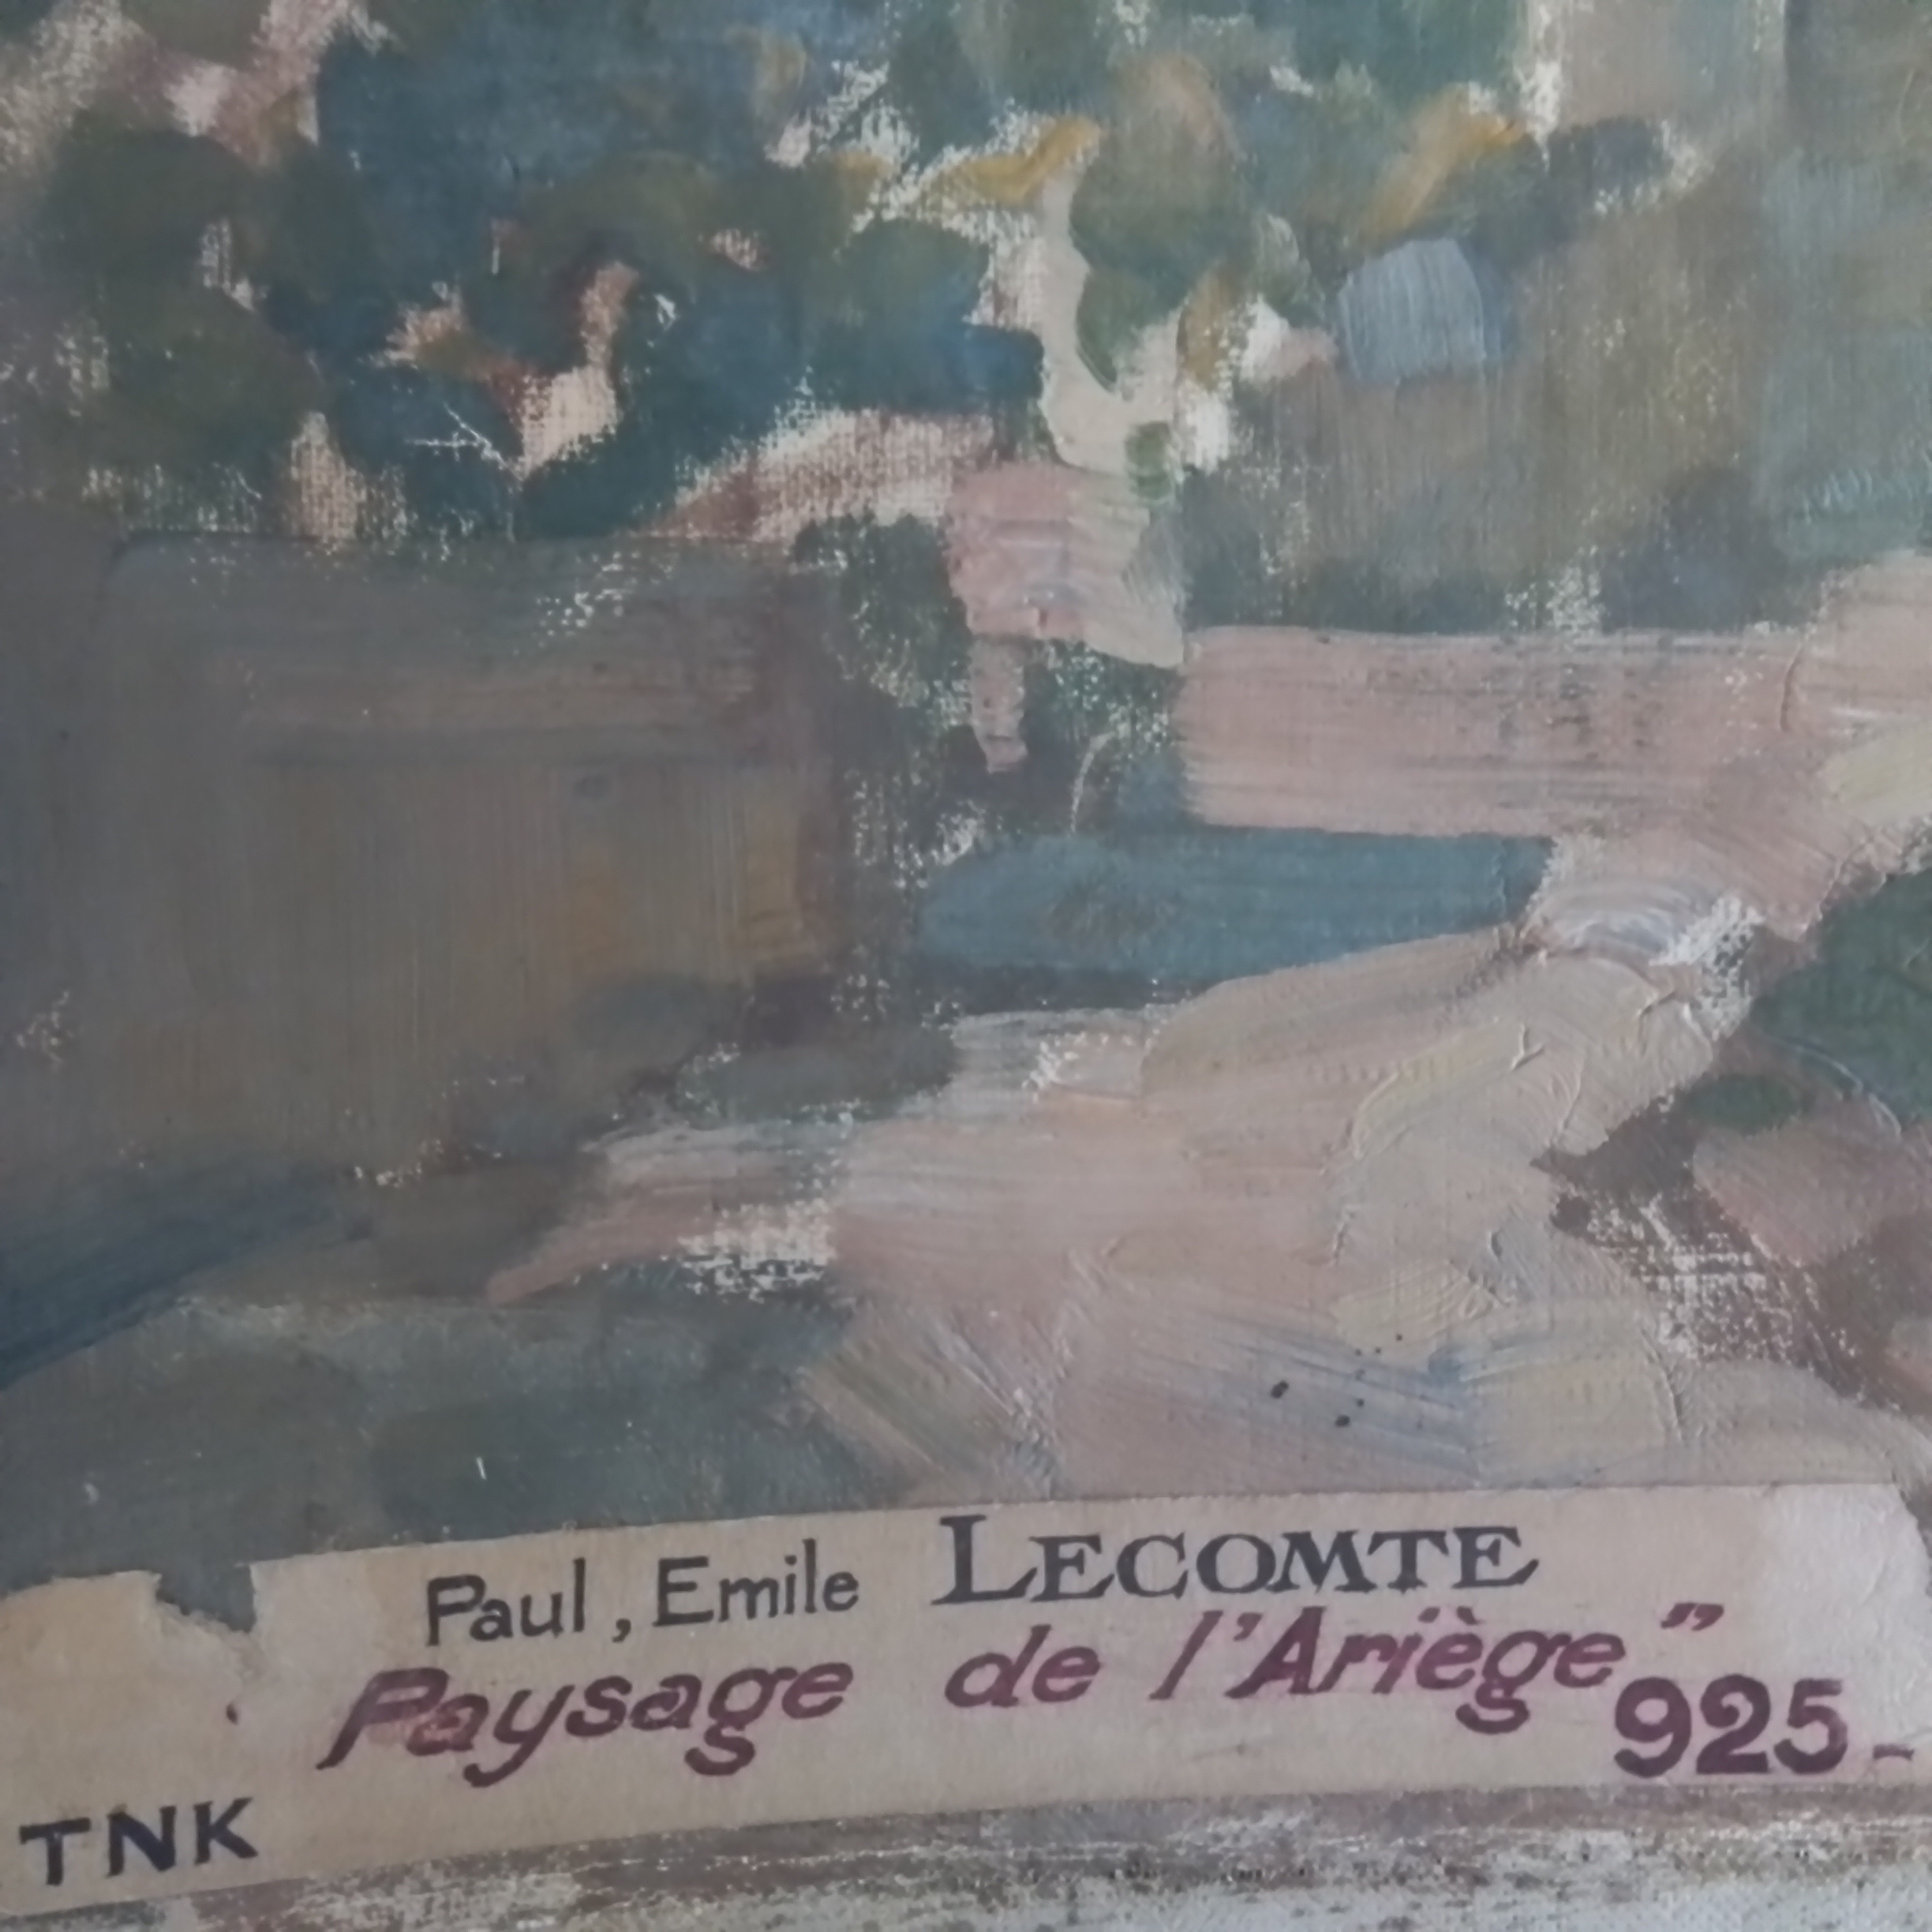 Paul, Emile LECOMTE
Paysage de l'Ariège"
925-
TNK